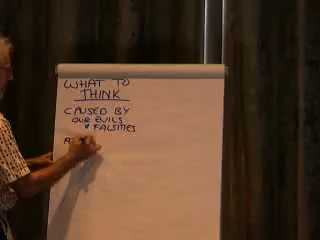 WHAT TO
THINK
CAUSED BY
OUR EVILS
& FALSITIES